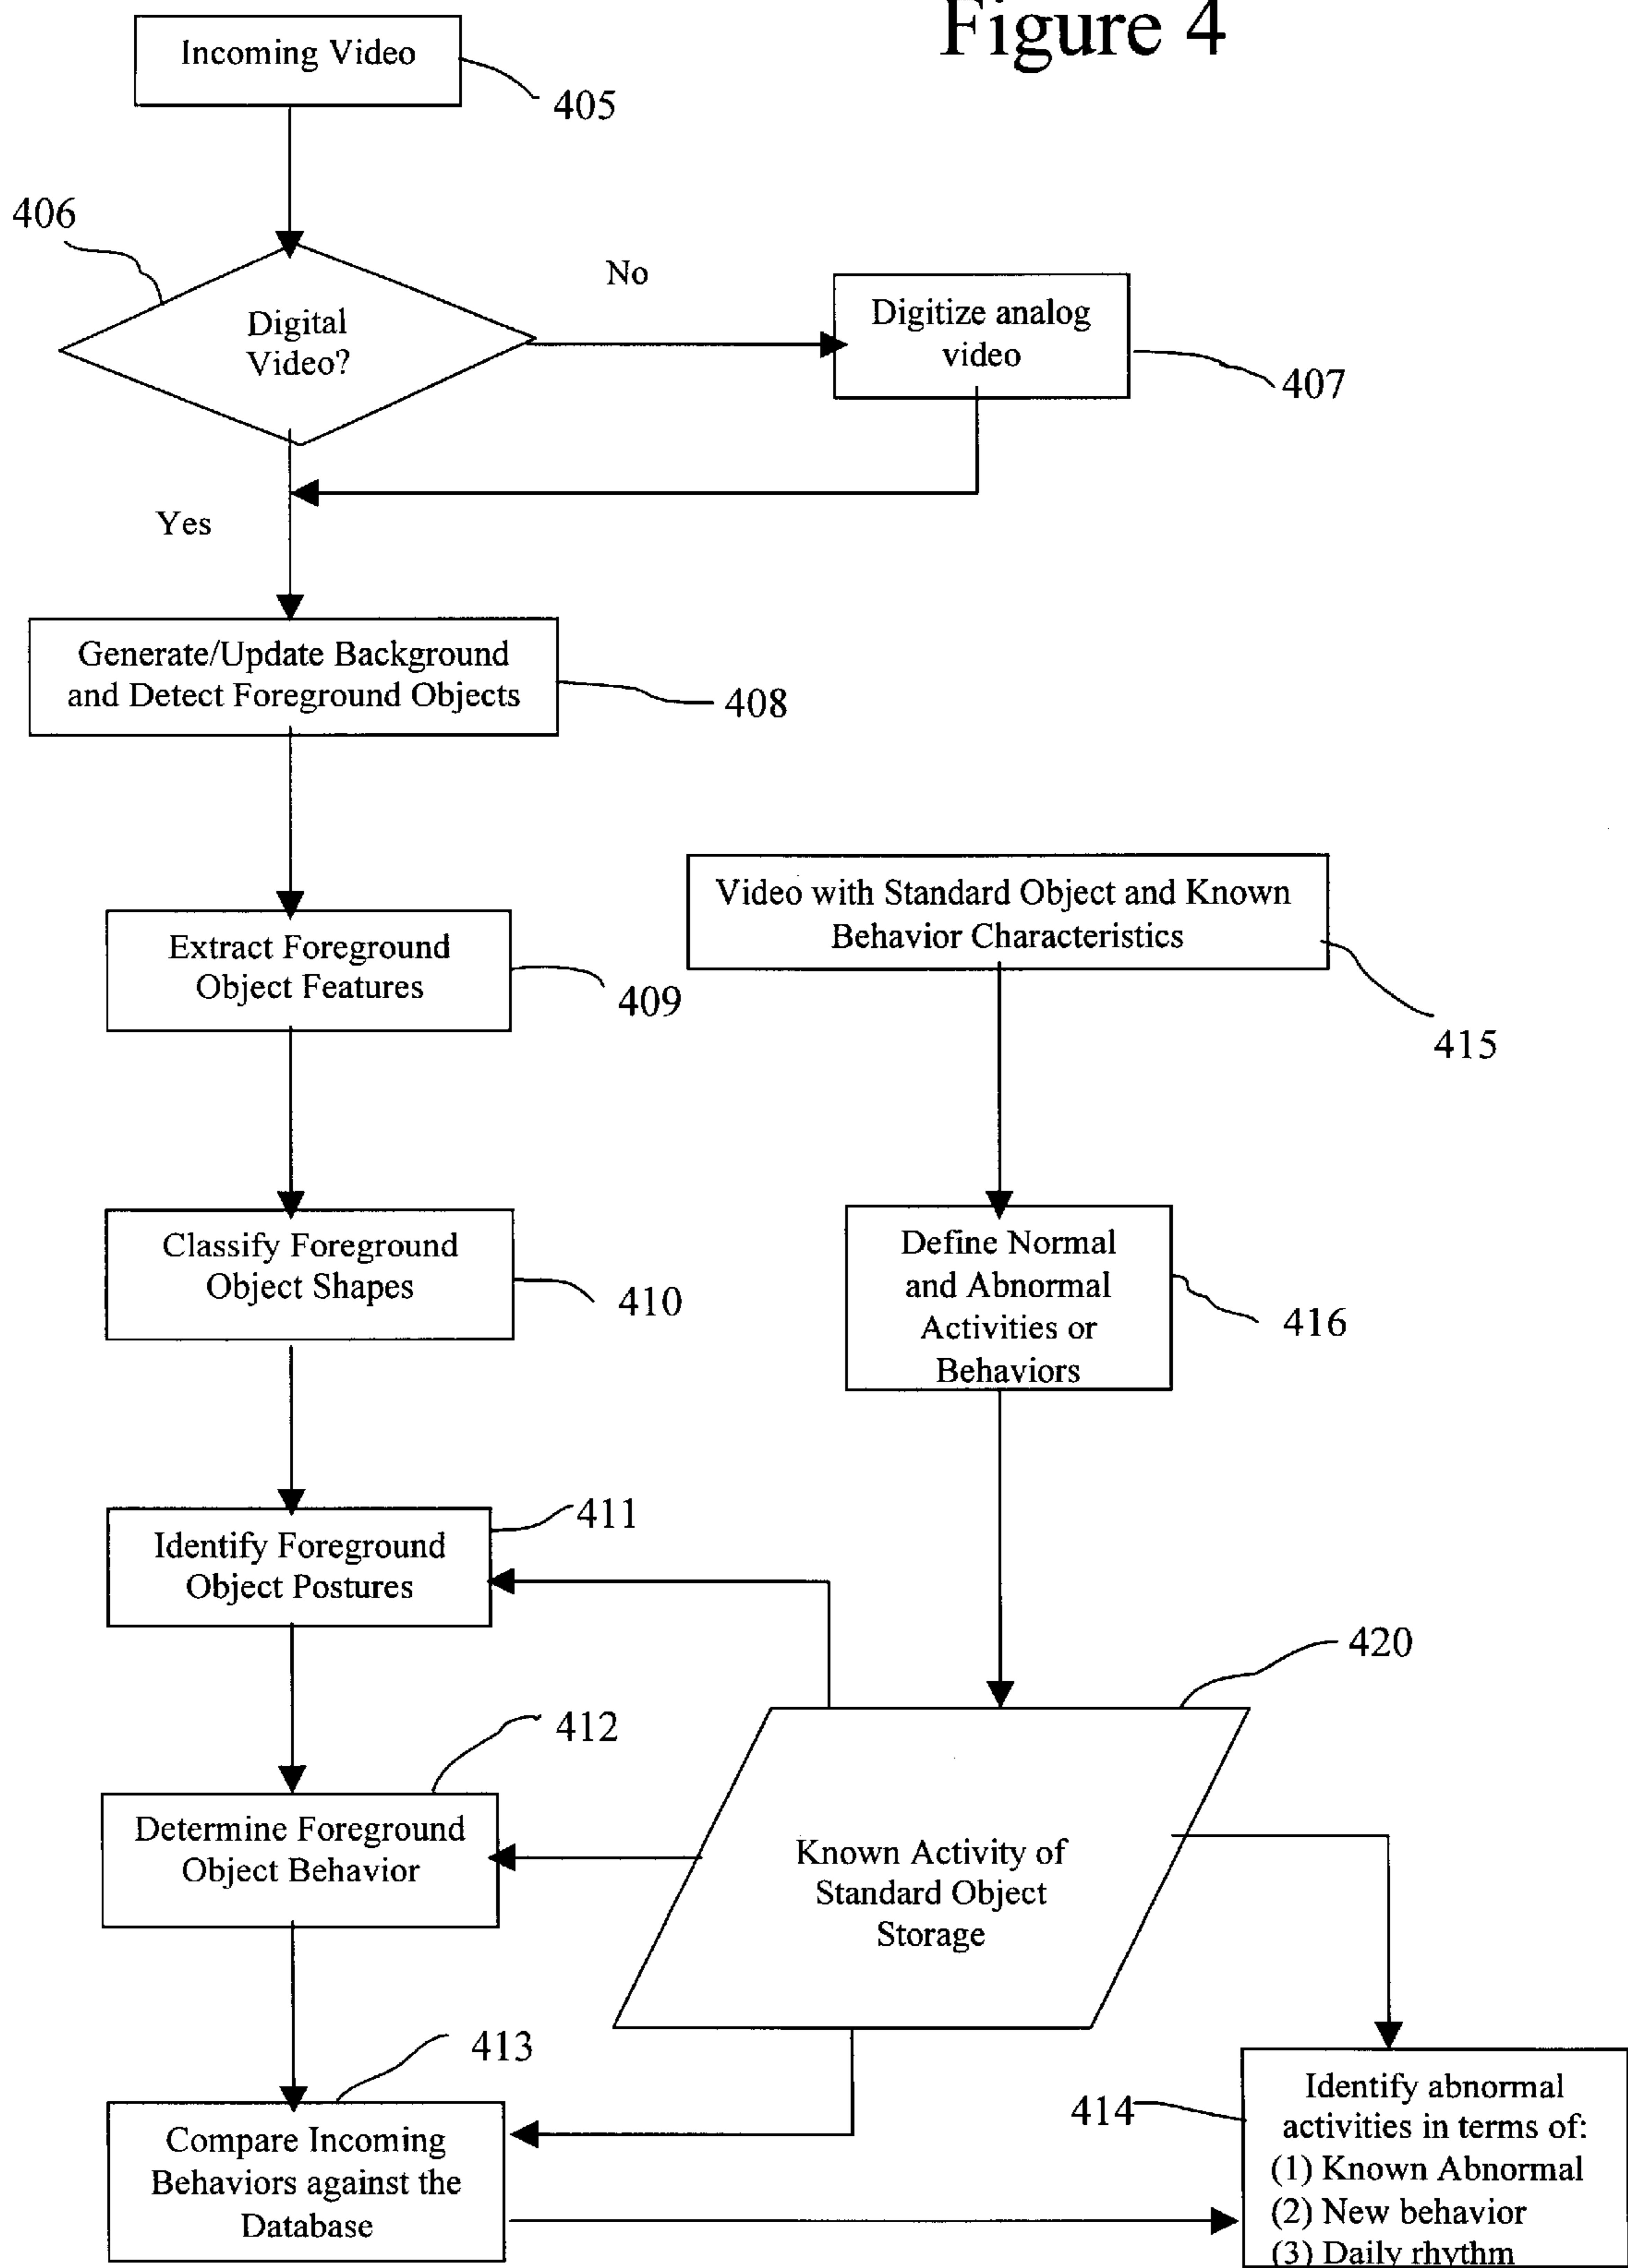 Figure 4
Incoming Video
405
406
No
Digital
Video?
Digitize analog
video
407
Yes
Generate/Update Background
and Detect Foreground Objects
408
Video with Standard Object and Known
Behavior Characteristics
415
Extract Foreground
Object Features
409
Classify Foreground
Object Shapes
410
Define Normal
and Abnormal
Activities or
Behaviors
416
Identify Foreground
Object Postures
411
420
412
Determine Foreground
Object Behavior
Known Activity of
Standard Object
Storage
413
Compare Incoming
Behaviors against the
Database
414
Identify abnormal
activities in terms of:
(1) Known Abnormal
(2) New behavior
(3) Daily rhythm